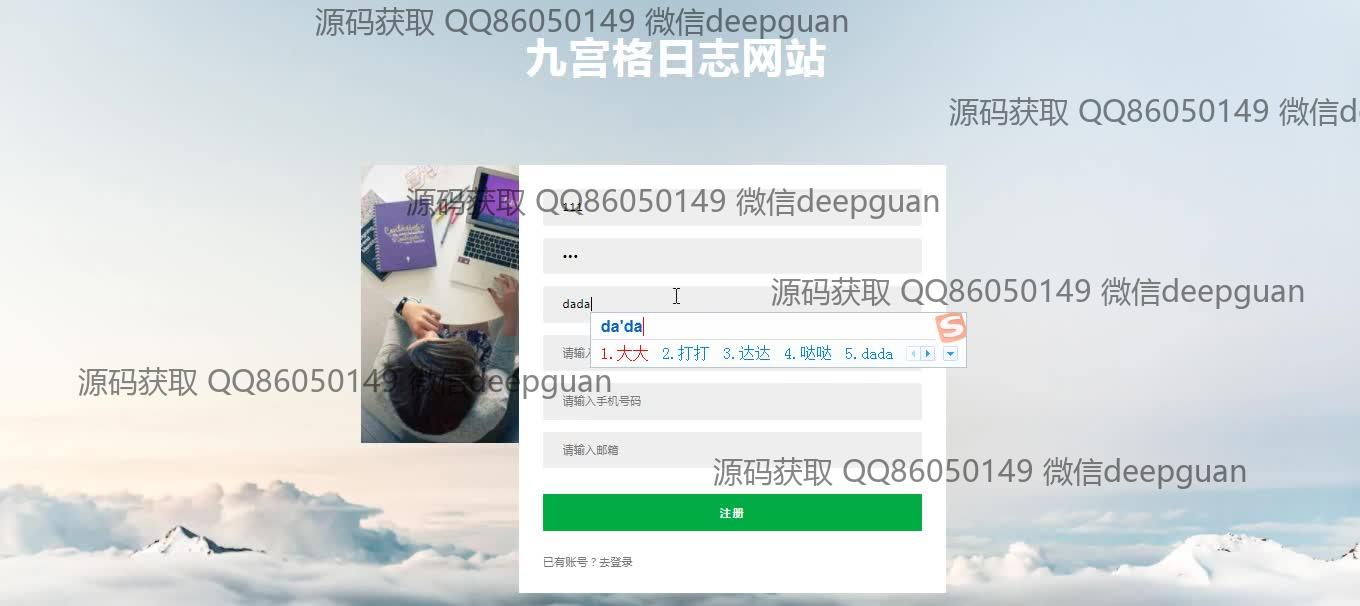 源码获取 QQ86050149 微信deepguan
九宫格日志网站
源码获取 QQ86050149 微信d
源码获取 QQ86050149 微信deepguan
111
•••
源码获取 QQ86050149 微信deepguan
dada
da'da
1.大大 2.打打 3.达达 4.哒哒 5.dada
请输入
源码获取 QQ86050149 微信deepguan
请输入手机号码
请输入邮箱
源码获取 QQ86050149 微信deepguan
注册
已有账号？去登录